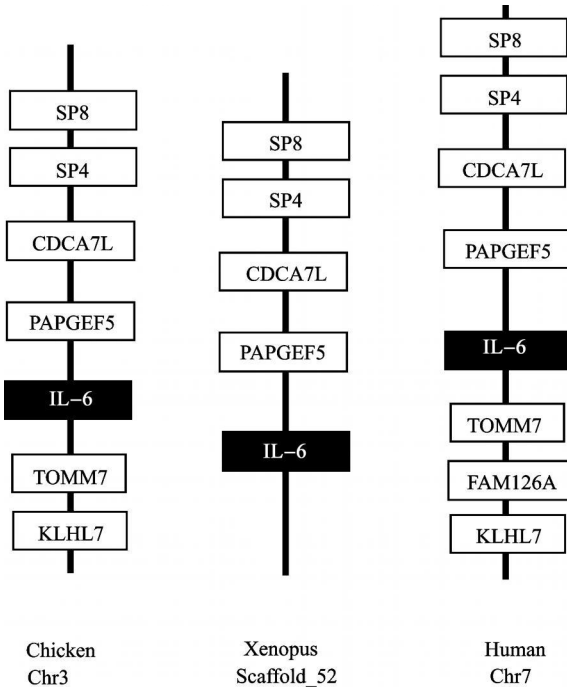 SP8
SP4
CDCA7L
PAPGEF5
IL-6
TOMM7
KLHL7
Chicken
Chr3
SP8
SP4
CDCA7L
PAPGEF5
IL-6
Xenopus
Scaffold_52
SP8
SP4
CDCA7L
PAPGEF5
IL-6
TOMM7
FAM126A
KLHL7
Human
Chr7